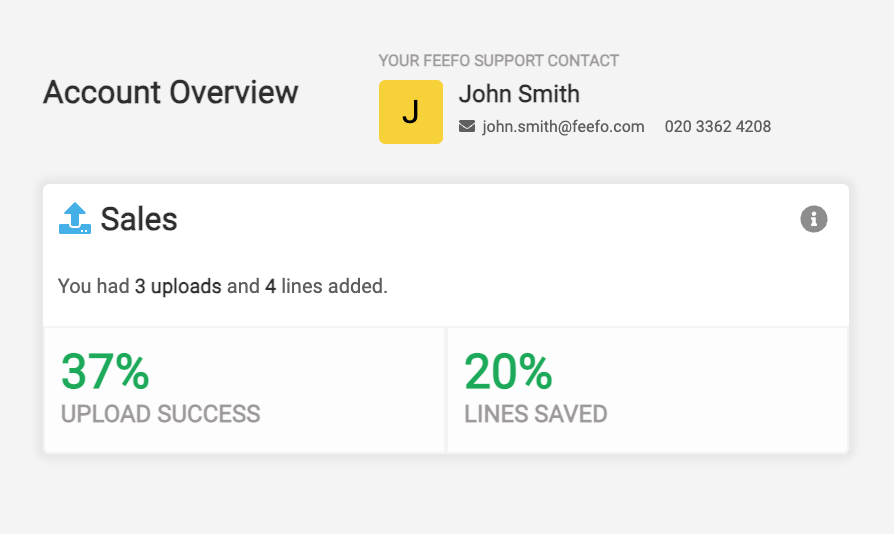 Account Overview
YOUR FEEFO SUPPORT CONTACT
J
John Smith
john.smith@feefo.com 020 3362 4208
Sales
You had 3 uploads and 4 lines added.
37%
UPLOAD SUCCESS
20%
LINES SAVED